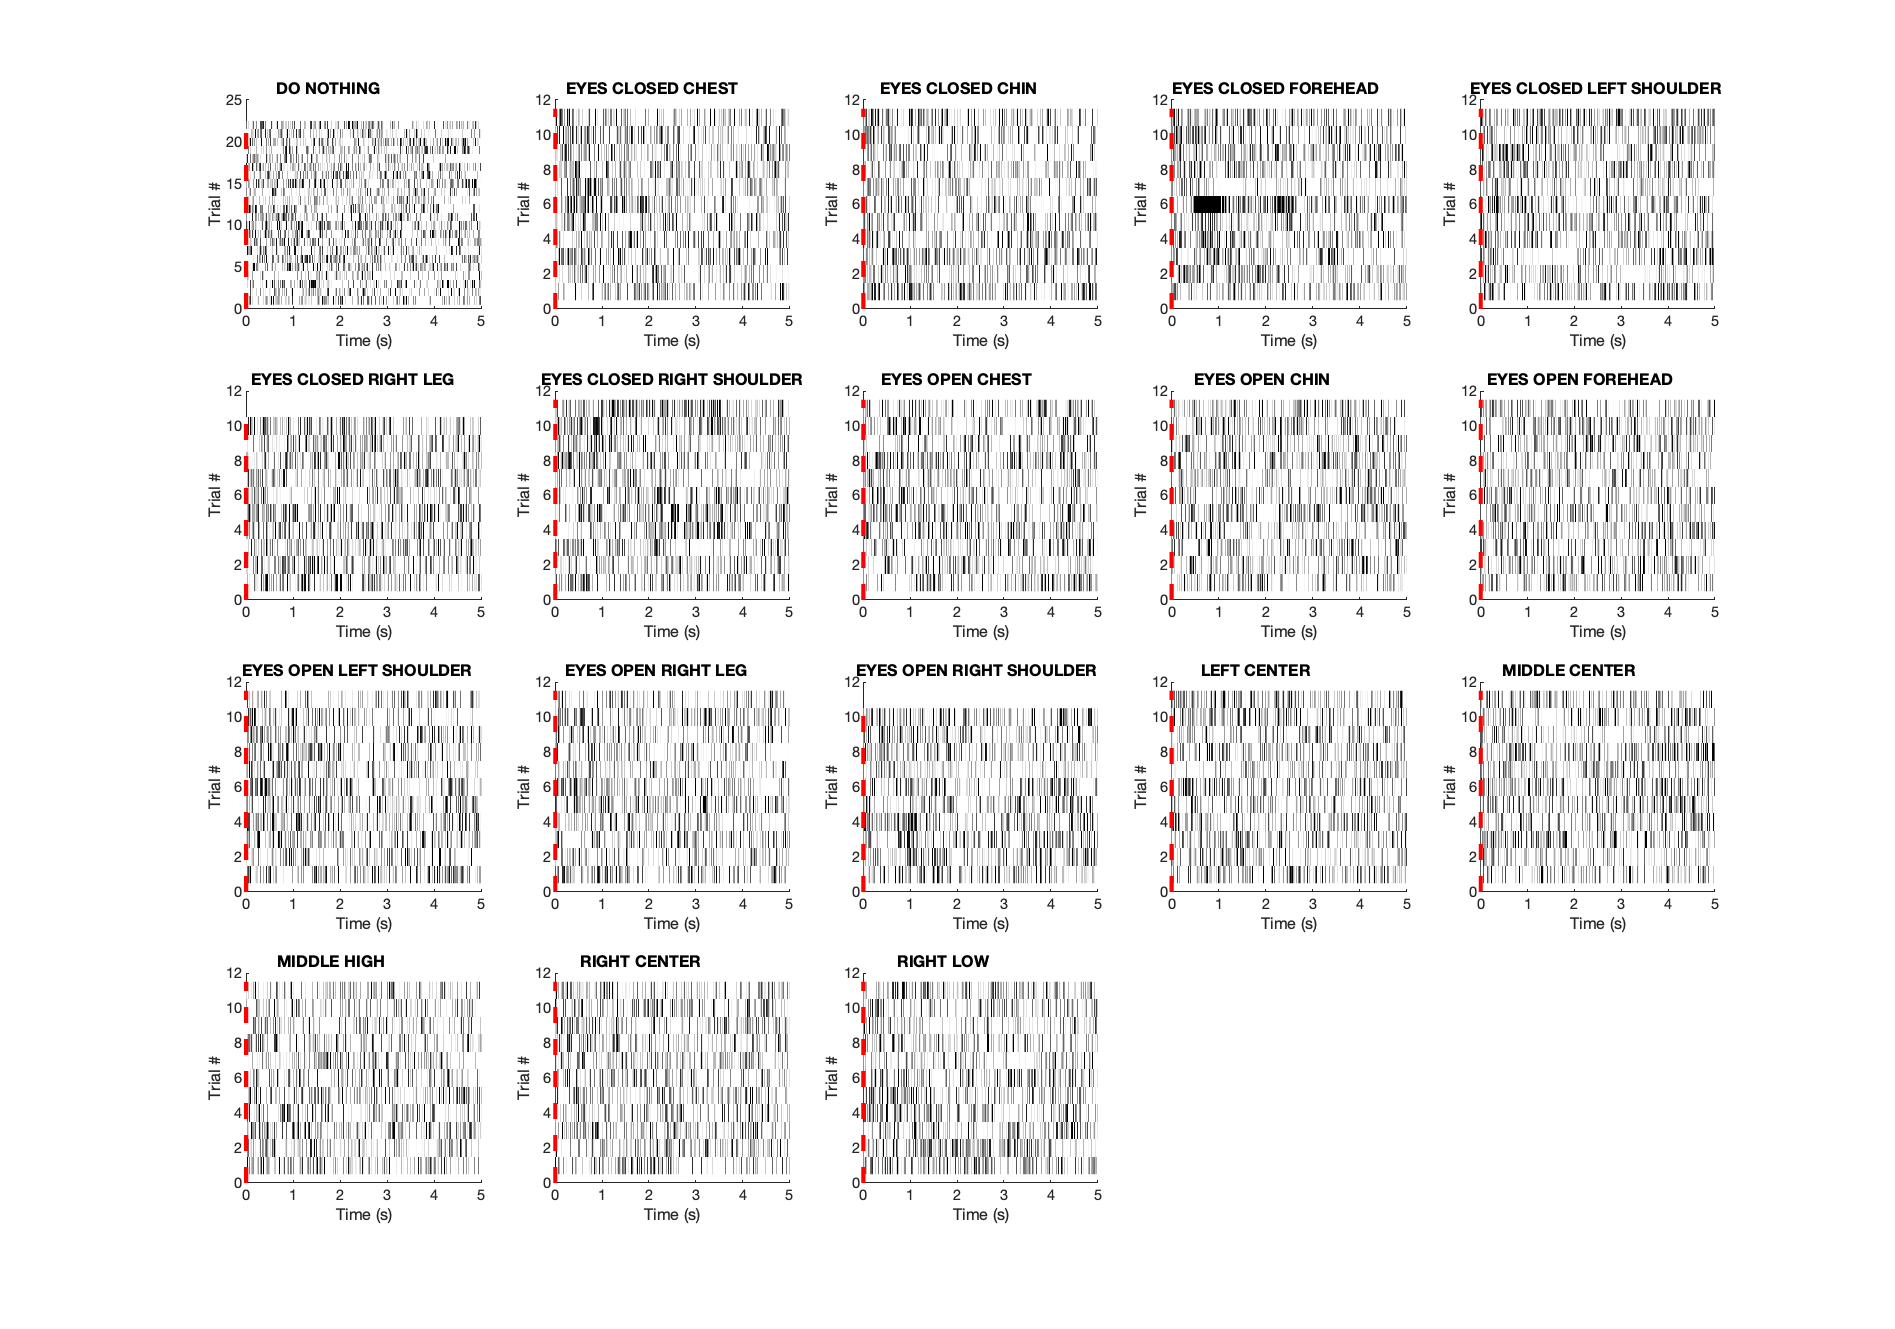 DO NOTHING
25
20
15
10
5
0
Trial #
0 1 2 3 4 5
Time (s)
EYES CLOSED CHEST
12
10
8
6
4
2
0
Trial #
0 1 2 3 4 5
Time (s)
EYES CLOSED CHIN
12
10
8
6
4
2
0
Trial #
0 1 2 3 4 5
Time (s)
EYES CLOSED FOREHEAD
12
10
8
6
4
2
0
Trial #
0 1 2 3 4 5
Time (s)
EYES CLOSED LEFT SHOULDER
12
10
8
6
4
2
0
Trial #
0 1 2 3 4 5
Time (s)
EYES CLOSED RIGHT LEG
12
10
8
6
4
2
0
Trial #
0 1 2 3 4 5
Time (s)
EYES CLOSED RIGHT SHOULDER
12
10
8
6
4
2
0
Trial #
0 1 2 3 4 5
Time (s)
EYES OPEN CHEST
12
10
8
6
4
2
0
Trial #
0 1 2 3 4 5
Time (s)
EYES OPEN CHIN
12
10
8
6
4
2
0
Trial #
0 1 2 3 4 5
Time (s)
EYES OPEN FOREHEAD
12
10
8
6
4
2
0
Trial #
0 1 2 3 4 5
Time (s)
EYES OPEN LEFT SHOULDER
12
10
8
6
4
2
0
Trial #
0 1 2 3 4 5
Time (s)
EYES OPEN RIGHT LEG
12
10
8
6
4
2
0
Trial #
0 1 2 3 4 5
Time (s)
EYES OPEN RIGHT SHOULDER
12
10
8
6
4
2
0
Trial #
0 1 2 3 4 5
Time (s)
LEFT CENTER
12
10
8
6
4
2
0
Trial #
0 1 2 3 4 5
Time (s)
MIDDLE CENTER
12
10
8
6
4
2
0
Trial #
0 1 2 3 4 5
Time (s)
MIDDLE HIGH
12
10
8
6
4
2
0
Trial #
0 1 2 3 4 5
Time (s)
RIGHT CENTER
12
10
8
6
4
2
0
Trial #
0 1 2 3 4 5
Time (s)
RIGHT LOW
12
10
8
6
4
2
0
Trial #
0 1 2 3 4 5
Time (s)